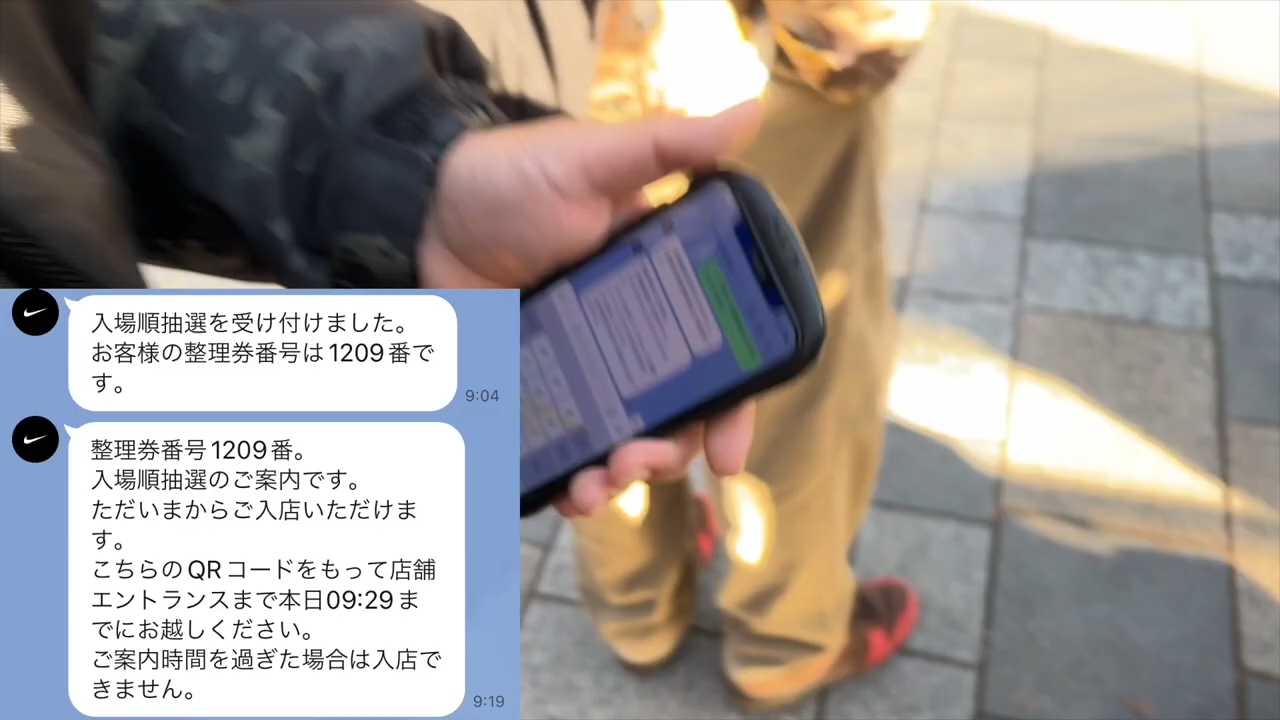 入場順抽選を受け付けました。
お客様の整理券番号は1209番で
す。
9:04
整理券番号1209番。
入場順抽選のご案内です。
ただいまからご入店いただけま
す。
こちらのQRコードをもって店舗
エントランスまで本日09:29ま
でにお越しください。
ご案内時間を過ぎた場合は入店で
きません。
9:19